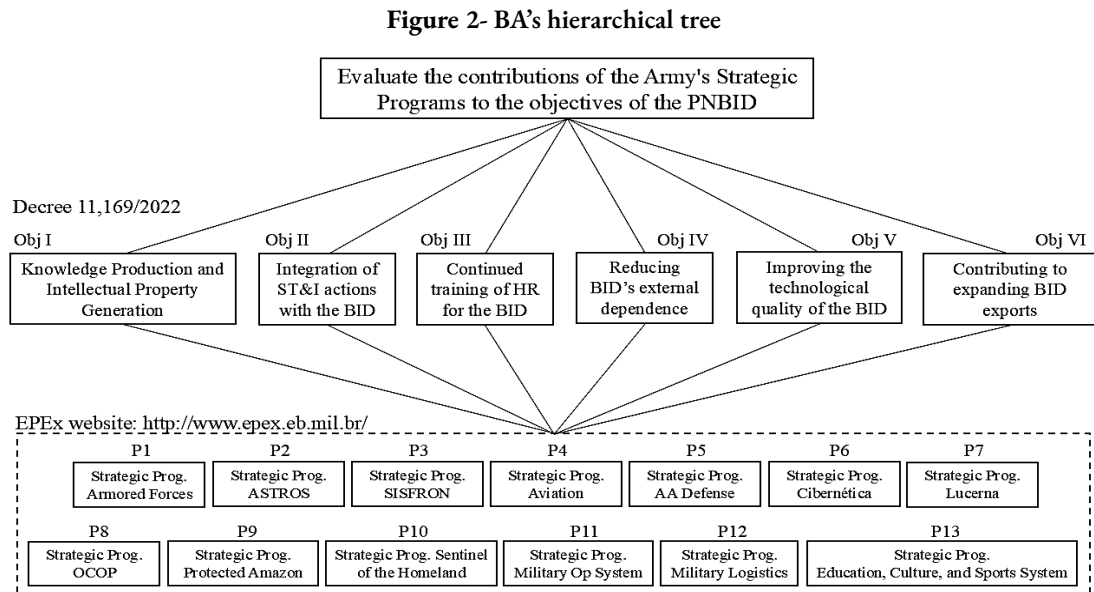 Figure 2- BA's hierarchical tree
Evaluate the contributions of the Army's Strategic
Programs to the objectives of the PNBID
Decree 11,169/2022
Obj I
Knowledge Production and
Intellectual Property
Generation
Obj II
Integration of
ST&I actions
with the BID
Obj III
Continued
training of HR
for the BID
Obj IV
Reducing
BID's external
dependence
Obj V
Improving the
technological
quality of the BID
Obj VI
Contributing to
expanding BID
exports
EPEx website: http://www.epex.eb.mil.br/
P1
Strategic Prog.
Armored Forces
P2
Strategic Prog.
ASTROS
P3
Strategic Prog.
SISFRON
P4
Strategic Prog.
Aviation
P5
Strategic Prog.
AA Defense
P6
Strategic Prog.
Cibernética
P7
Strategic Prog.
Lucerna
P8
Strategic Prog.
OCOP
P9
Strategic Prog.
Protected Amazon
P10
Strategic Prog. Sentinel
of the Homeland
P11
Strategic Prog.
Military Op System
P12
Strategic Prog.
Military Logistics
P13
Strategic Prog.
Education, Culture, and Sports System